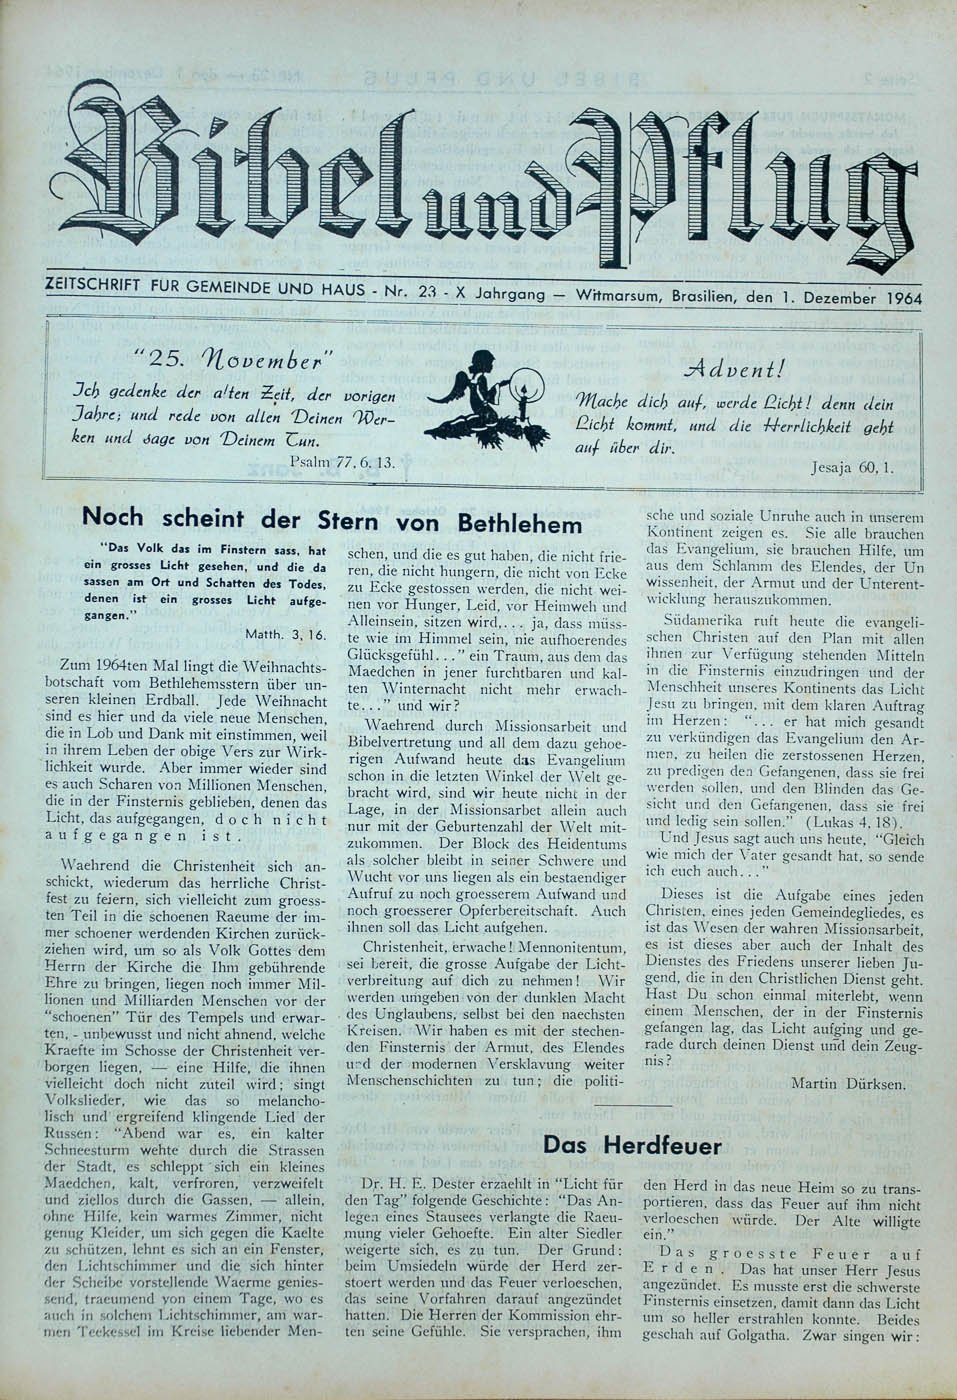 Bibel und Pflug
ZEITSCHRIFT FÜR GEMEINDE UND HAUS - Nr. 23 - X Jahrgang — Witmarsum, Brasilien, den 1. Dezember 1964
"25. November"
Ich gedenke der alten Zeit, der vorigen
Jahre; und rede von allen Deinen Wer-
ken und sage von Deinem Tun.
Psalm 77, 6. 13.
Advent!
Mache dich auf, werde Licht! denn dein
Licht kommt, und die Herrlichkeit geht
auf über dir.
Jesaja 60, 1.
Noch scheint der Stern von Bethlehem
"Das Volk das im Finstern sass, hat
ein grosses Licht gesehen, und die da
sassen am Ort und Schatten des Todes,
denen ist ein grosses Licht aufge-
gangen."
Matth. 3, 16.
Zum 1964ten Mal lingt die Weihnachts-
botschaft vom Bethlehemsstern über un-
seren kleinen Erdball. Jede Weihnacht
sind es hier und da viele neue Menschen,
die in Lob und Dank mit einstimmen, weil
in ihrem Leben der obige Vers zur Wirk-
lichkeit wurde. Aber immer wieder sind
es auch Scharen von Millionen Menschen,
die in der Finsternis geblieben, denen das
Licht, das aufgegangen, doch nicht
aufgegangen ist.
Waehrend die Christenheit sich an-
schickt, wiederum das herrliche Christ-
fest zu feiern, sich vielleicht zum groess-
ten Teil in die schoenen Raeume der im-
mer schoener werdenden Kirchen zurück-
ziehen wird, um so als Volk Gottes dem
Herrn der Kirche die Ihm gebührende
Ehre zu bringen, liegen noch immer Mil-
lionen und Milliarden Menschen vor der
"schoenen" Tür des Tempels und erwar-
ten, - unbewusst und nicht ahnend, welche
Kraefte im Schosse der Christenheit ver-
borgen liegen, — eine Hilfe, die ihnen
vielleicht doch nicht zuteil wird; singt
Volkslieder, wie das so melancho-
lisch und ergreifend klingende Lied der
Russen: "Abend war es, ein kalter
Schneesturm wehte durch die Strassen
der Stadt, es schleppt sich ein kleines
Maedchen, kalt, verfroren, verzweifelt
und ziellos durch die Gassen, — allein,
ohne Hilfe, kein warmes Zimmer, nicht
genug Kleider, um sich gegen die Kaelte
zu schützen, lehnt es sich an ein Fenster,
den Lichtschimmer und die sich hinter
der Scheibe vorstellende Waerme genies-
send, traeumend von einem Tage, wo es
auch in solchem Lichtschimmer, am war-
men Teekessel im Kreise liebender Men-
schen, und die es gut haben, die nicht frie-
ren, die nicht hungern, die nicht von Ecke
zu Ecke gestossen werden, die nicht wei-
nen vor Hunger, Leid, vor Heimweh und
Alleinsein, sitzen wird,... ja, dass müss-
te wie im Himmel sein, nie aufhoerendes
Glücksgefühl..." ein Traum, aus dem das
Maedchen in jener furchtbaren und kal-
ten Winternacht nicht mehr erwach-
te..." und wir?
Waehrend durch Missionsarbeit und
Bibelvertretung und all dem dazu gehoe-
rigen Aufwand heute das Evangelium
schon in die letzten Winkel der Welt ge-
bracht wird, sind wir heute nicht in der
Lage, in der Missionsarbet allein auch
nur mit der Geburtenzahl der Welt mit-
zukommen. Der Block des Heidentums
als solcher bleibt in seiner Schwere und
Wucht vor uns liegen als ein bestaendiger
Aufruf zu noch groesserem Aufwand und
noch groesserer Opferbereitschaft. Auch
ihnen soll das Licht aufgehen.
Christenheit, erwache! Mennonitentum,
sei bereit, die grosse Aufgabe der Licht-
verbreitung auf dich zu nehmen! Wir
werden umgeben von der dunklen Macht
des Unglaubens, selbst bei den naechsten
Kreisen. Wir haben es mit der stechen-
den Finsternis der Armut, des Elendes
und der modernen Versklavung weiter
Menschenschichten zu tun; die politi-
sche und soziale Unruhe auch in unserem
Kontinent zeigen es. Sie alle brauchen
das Evangelium, sie brauchen Hilfe, um
aus dem Schlamm des Elendes, der Un
wissenheit, der Armut und der Unterent-
wicklung herauszukommen.
Südamerika ruft heute die evangeli-
schen Christen auf den Plan mit allen
ihnen zur Verfügung stehenden Mitteln
in die Finsternis einzudringen und der
Menschheit unseres Kontinents das Licht
Jesu zu bringen, mit dem klaren Auftrag
im Herzen: "... er hat mich gesandt
zu verkündigen das Evangelium den Ar-
men, zu heilen die zerstossenen Herzen,
zu predigen den Gefangenen, dass sie frei
werden sollen, und den Blinden das Ge-
sicht und den Gefangenen, dass sie frei
und ledig sein sollen." (Lukas 4, 18).
Und Jesus sagt auch uns heute, "Gleich
wie mich der Vater gesandt hat, so sende
ich euch auch..."
Dieses ist die Aufgabe eines jeden
Christen, eines jeden Gemeindegliedes, es
ist das Wesen der wahren Missionsarbeit,
es ist dieses aber auch der Inhalt des
Dienstes des Friedens unserer lieben Ju-
gend, die in den Christlichen Dienst geht.
Hast Du schon einmal miterlebt, wenn
einem Menschen, der in der Finsternis
gefangen lag, das Licht aufging und ge-
rade durch deinen Dienst und dein Zeug-
nis?
Martin Dürksen.
Das Herdfeuer
Dr. H. E. Dester erzaehlt in "Licht für
den Tag" folgende Geschichte: "Das An-
legen eines Stausees verlangte die Raeu-
mung vieler Gehoefte. Ein alter Siedler
weigerte sich, es zu tun. Der Grund:
beim Umsiedeln würde der Herd zer-
stoert werden und das Feuer verloeschen,
das seine Vorfahren darauf angezündet
hatten. Die Herren der Kommission ehr-
ten seine Gefühle. Sie versprachen, ihm
den Herd in das neue Heim so zu trans-
portieren, dass das Feuer auf ihm nicht
verloeschen würde. Der Alte willigte
ein."
Das groesste Feuer auf
Erden. Das hat unser Herr Jesus
angezündet. Es musste erst die schwerste
Finsternis einsetzen, damit dann das Licht
um so heller erstrahlen konnte. Beides
geschah auf Golgatha. Zwar singen wir: